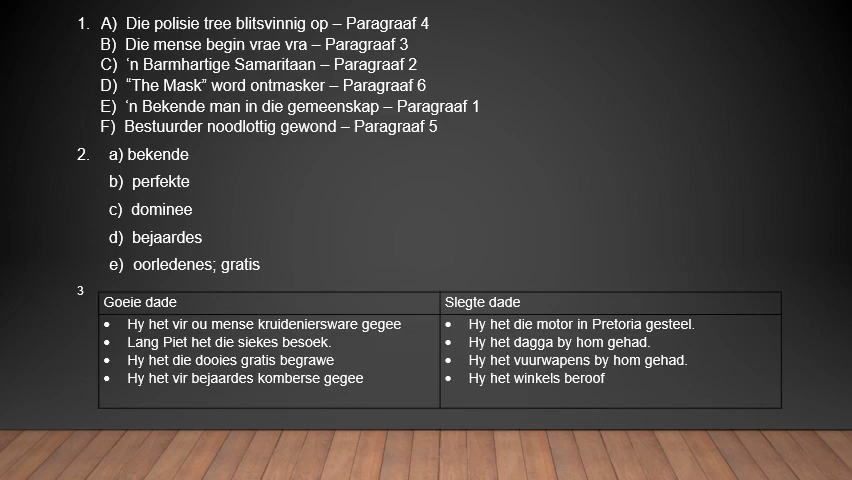 1. A) Die polisie tree blitsvinnig op – Paragraaf 4
B) Die mense begin vrae vra – Paragraaf 3
C) ‘n Barmhartige Samaritaan – Paragraaf 2
D) “The Mask” word ontmasker – Paragraaf 6
E) ‘n Bekende man in die gemeenskap – Paragraaf 1
F) Bestuurder noodlottig gewond – Paragraaf 5
2. a) bekende
b) perfekte
c) dominee
d) bejaardes
e) oorledenes; gratis
3
Goeie dade
• Hy het vir ou mense kruideniersware gegee
• Lang Piet het die siekes besoek.
• Hy het die dooies gratis begrawe
• Hy het vir bejaardes komberse gegee
Slegte dade
• Hy het die motor in Pretoria gesteel.
• Hy het dagga by hom gehad.
• Hy het vuurwapens by hom gehad.
• Hy het winkels beroof